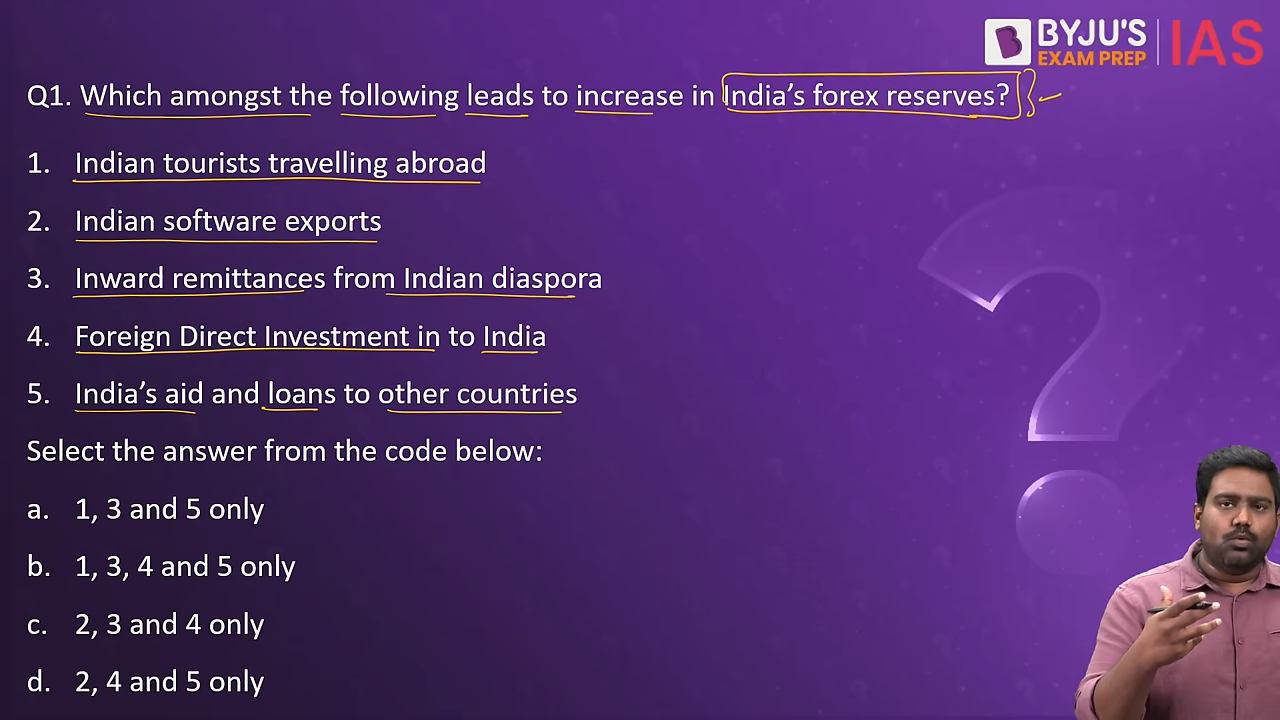 BYJU'S
EXAM PREP
IAS
Q1. Which amongst the following leads to increase in India's forex reserves?
1. Indian tourists travelling abroad
2. Indian software exports
3. Inward remittances from Indian diaspora
4. Foreign Direct Investment in to India
5. India's aid and loans to other countries
Select the answer from the code below:
a. 1, 3 and 5 only
b. 1, 3, 4 and 5 only
c. 2, 3 and 4 only
d. 2, 4 and 5 only